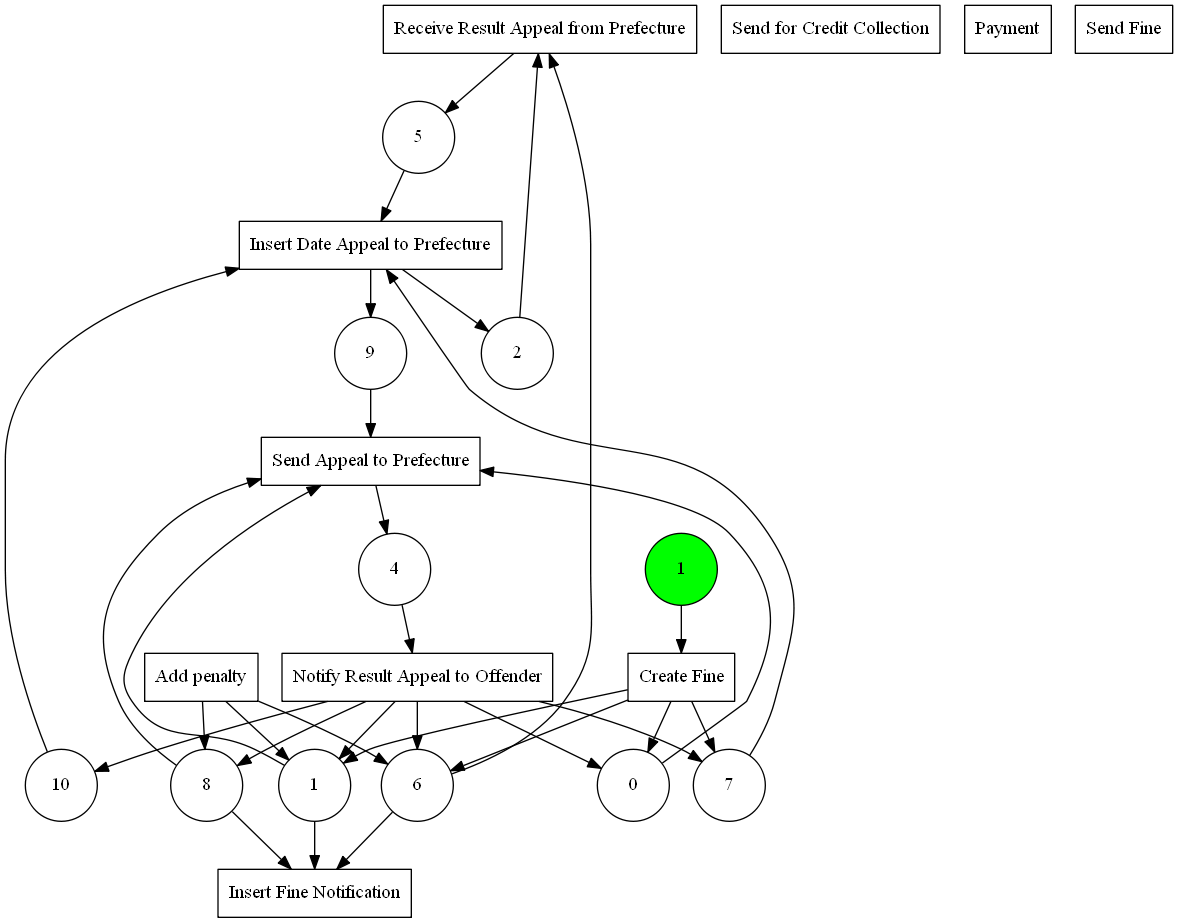 Receive Result Appeal from Prefecture
Send for Credit Collection
Payment
Send Fine
5
Insert Date Appeal to Prefecture
9
2
Send Appeal to Prefecture
4
1
Add penalty
Notify Result Appeal to Offender
Create Fine
10
8
1
6
0
7
Insert Fine Notification